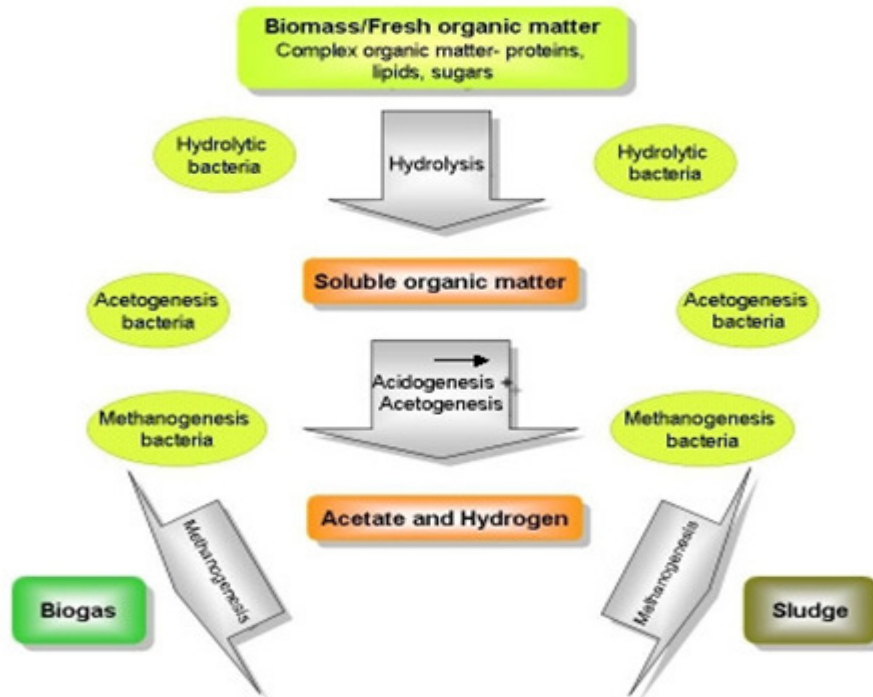 Biomass/Fresh organic matter
Complex organic matter- proteins,
lipids, sugars
Hydrolytic
bacteria
Hydrolysis
Hydrolytic
bacteria
Soluble organic matter
Acetogenesis
bacteria
Acetogenesis
bacteria
Acidogenesis +
Acetogenesis
Methanogenesis
bacteria
Methanogenesis
bacteria
Acetate and Hydrogen
Methanogenesis
Methanogenesis
Biogas
Sludge